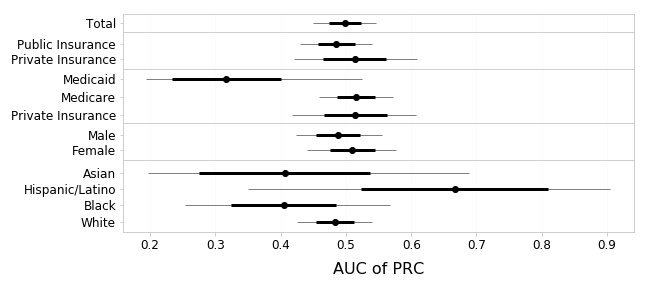 Total
Public Insurance
Private Insurance
Medicaid
Medicare
Private Insurance
Male
Female
Asian
Hispanic/Latino
Black
White
0.2 0.3 0.4 0.5 0.6 0.7 0.8 0.9
AUC of PRC